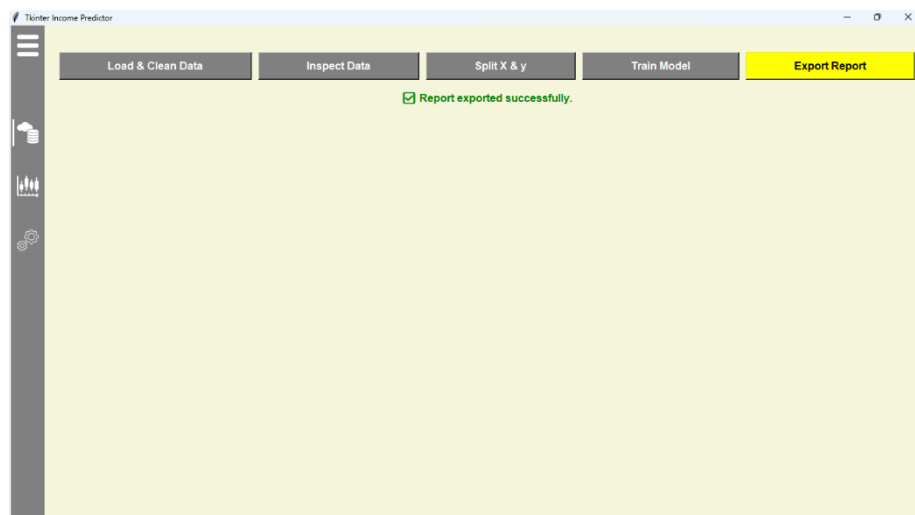 Tkinter Income Predictor
Load & Clean Data Inspect Data Split X & y Train Model Export Report
Report exported successfully.